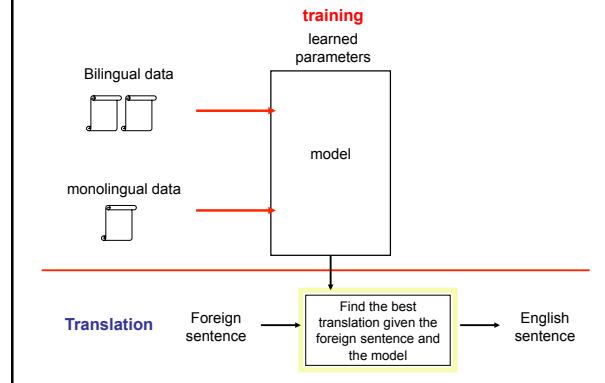 training
learned
parameters
Bilingual data
model
monolingual data
Translation
Foreign
sentence
Find the best
translation given the
foreign sentence and
the model
English
sentence